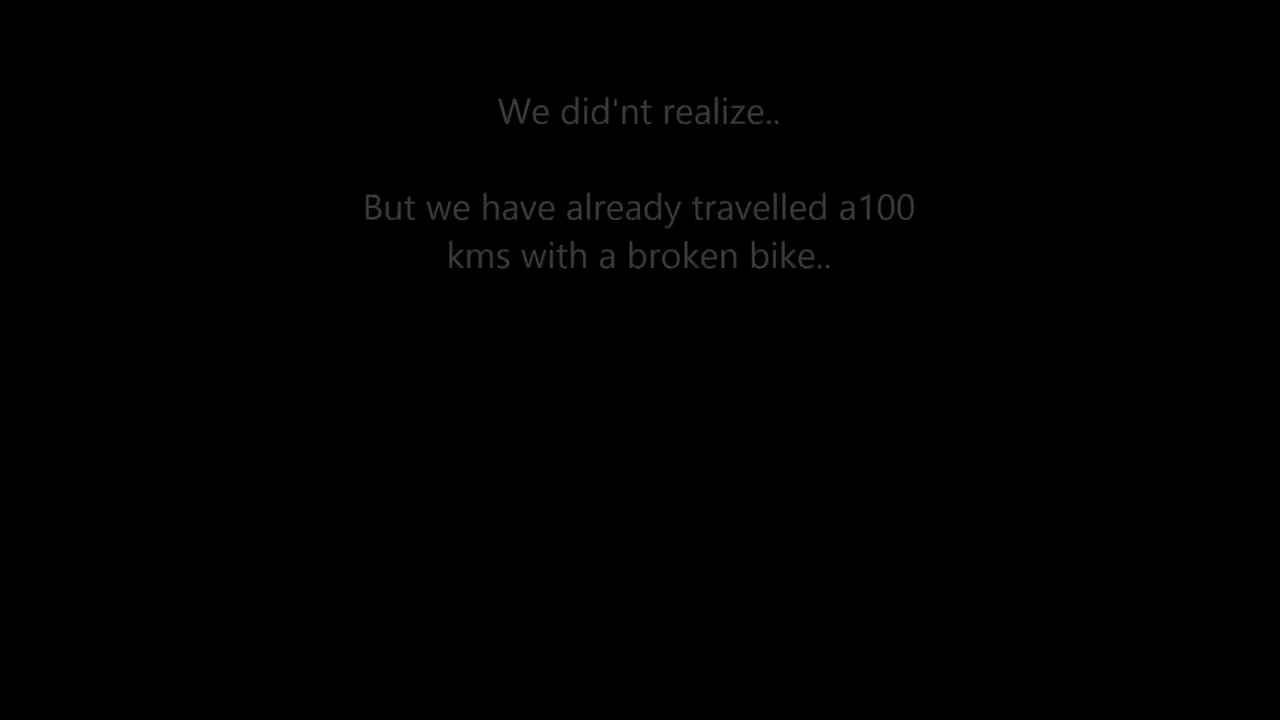 We did'nt realize..
But we have already travelled a100
kms with a broken bike..